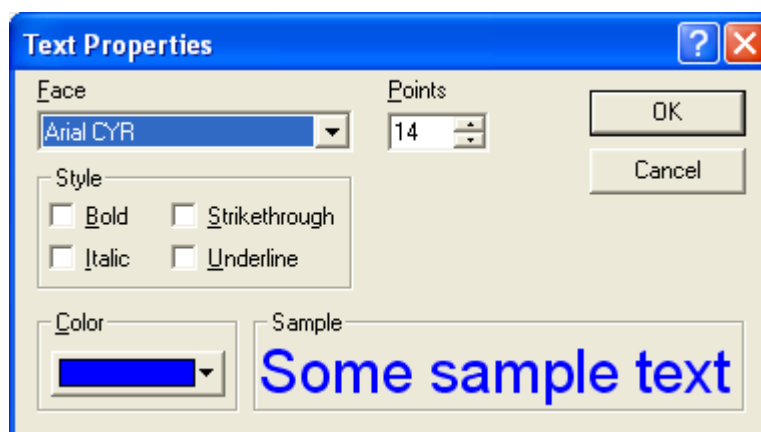 Text Properties
Face
Points
Arial CYR
14
OK
Cancel
Style
Bold
Strikethrough
Italic
Underline
Color
Sample
Some sample text